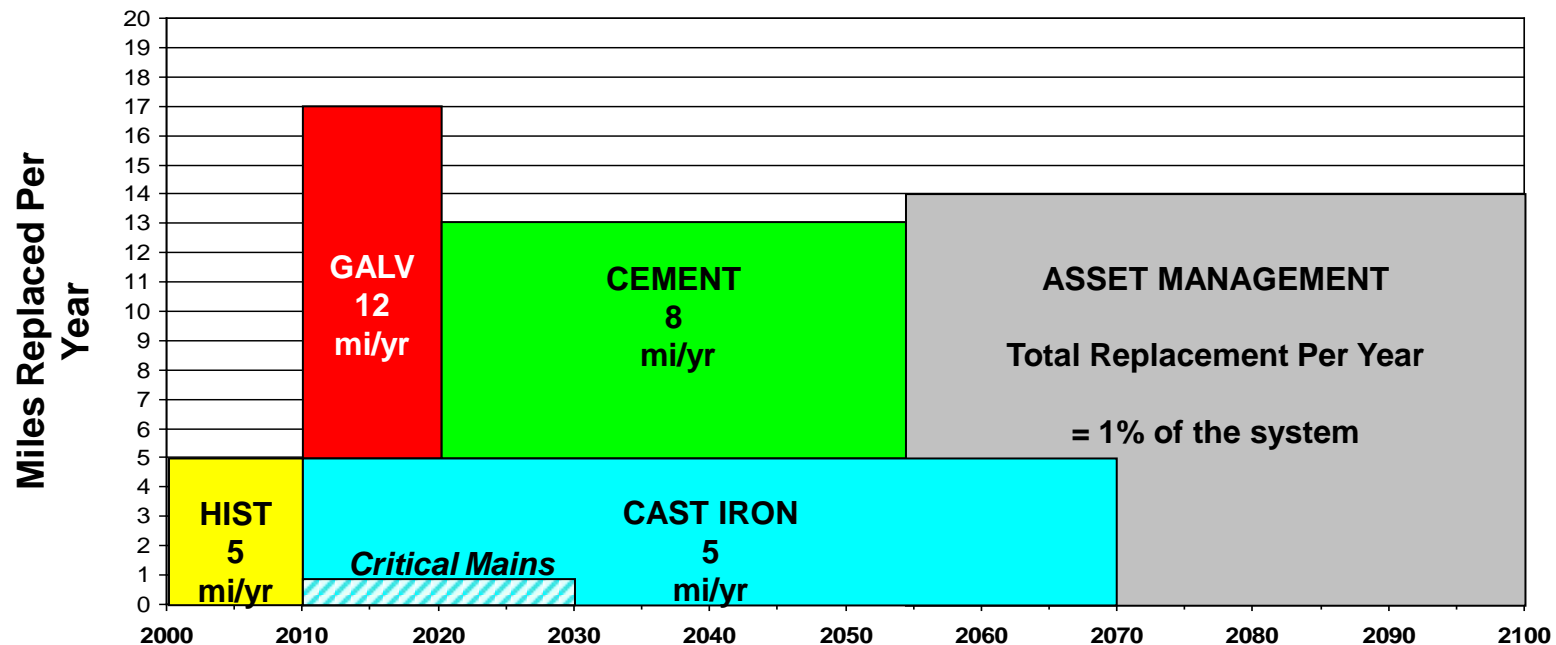 Miles Replaced Per
Year
20
19
18
17
16
15
14
13
12
11
10
9
8
7
6
5
4
3
2
1
0
GALV
12
mi/yr
CEMENT
8
mi/yr
ASSET MANAGEMENT
Total Replacement Per Year
= 1% of the system
HIST
5
mi/yr
CAST IRON
5
mi/yr
Critical Mains
2000 2010 2020 2030 2040 2050 2060 2070 2080 2090 2100